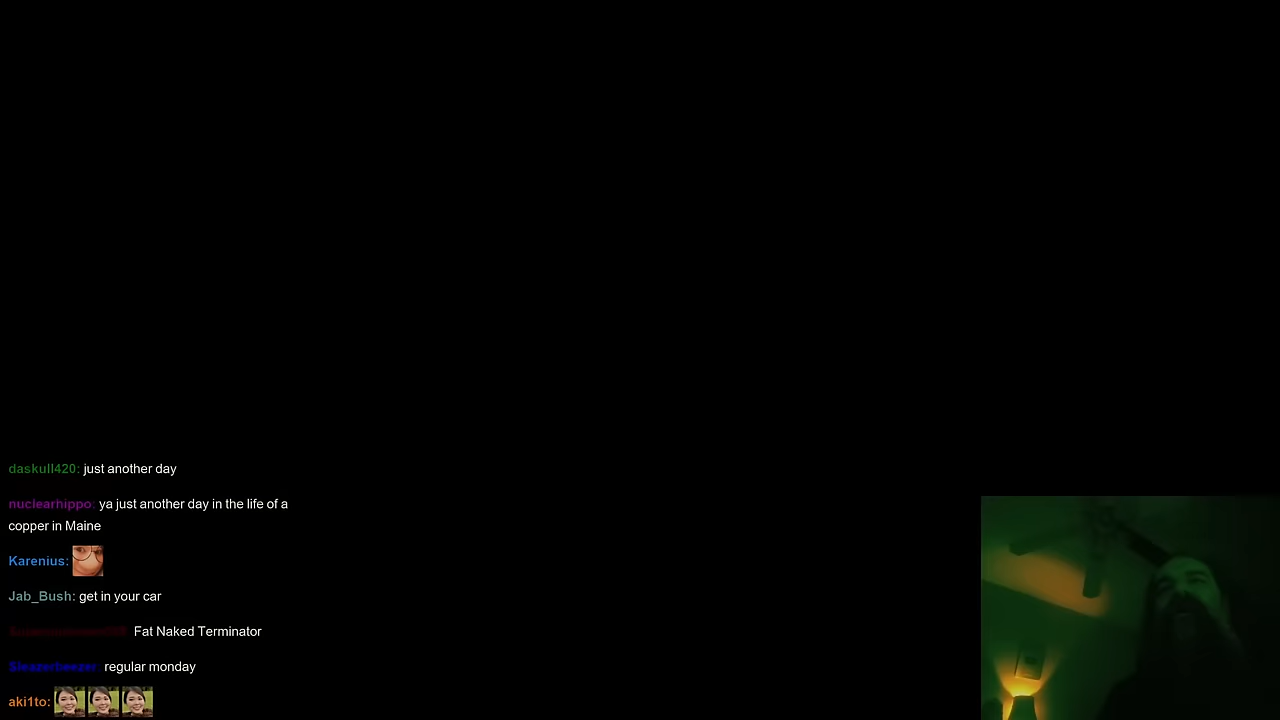 daskull420: just another day
nuclearhippo: ya just another day in the life of a
copper in Maine
Karenius:
Jab_Bush: get in your car
Fat Naked Terminator
Sleazerheezer: regular monday
aki1to: